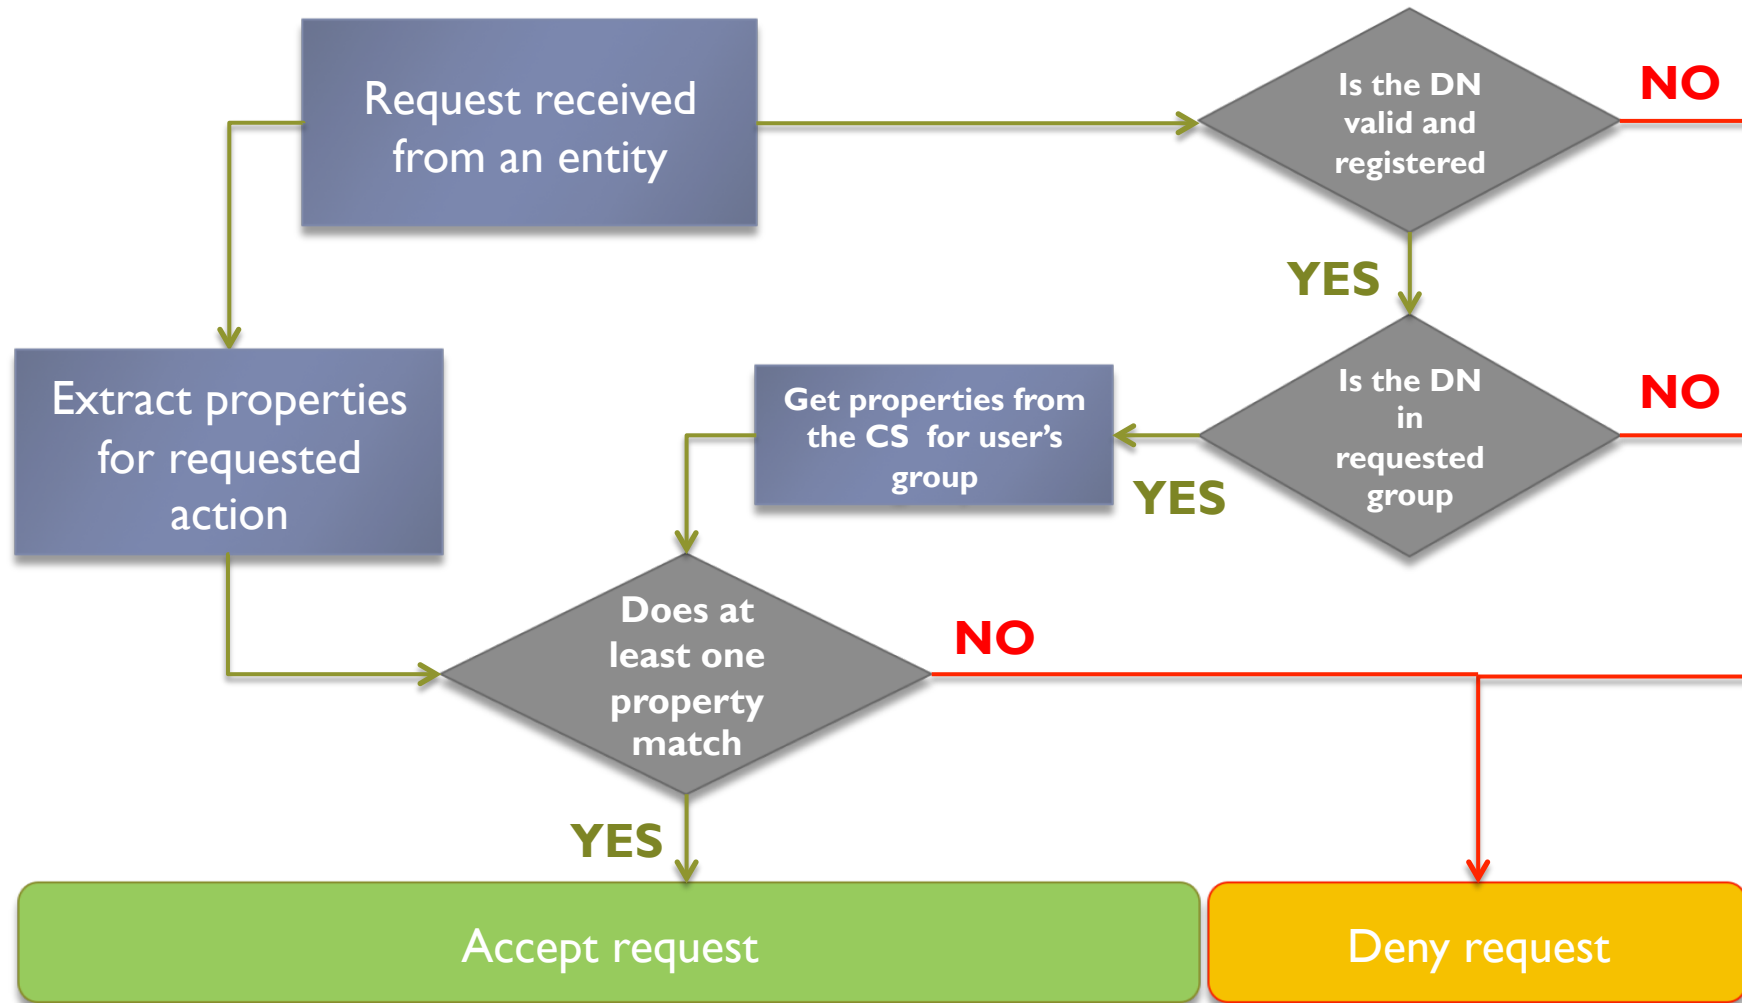 Request received
from an entity
Is the DN
valid and
registered
NO
YES
Extract properties
for requested
action
Get properties from
the CS for user's
group
YES
Is the DN
in
requested
group
NO
Does at
least one
property
match
NO
YES
Accept request
Deny request